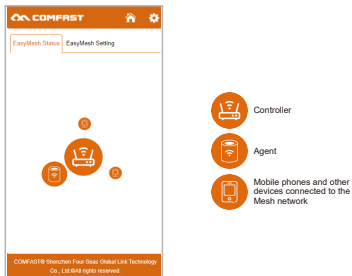 COMFAST
EasyMesh Status
EasyMesh Setting
COMFAST® Shenzhen Four Seas Global Link Technology
Co., Ltd.©All rights reserved.
Controller
Agent
Mobile phones and other
devices connected to the
Mesh network